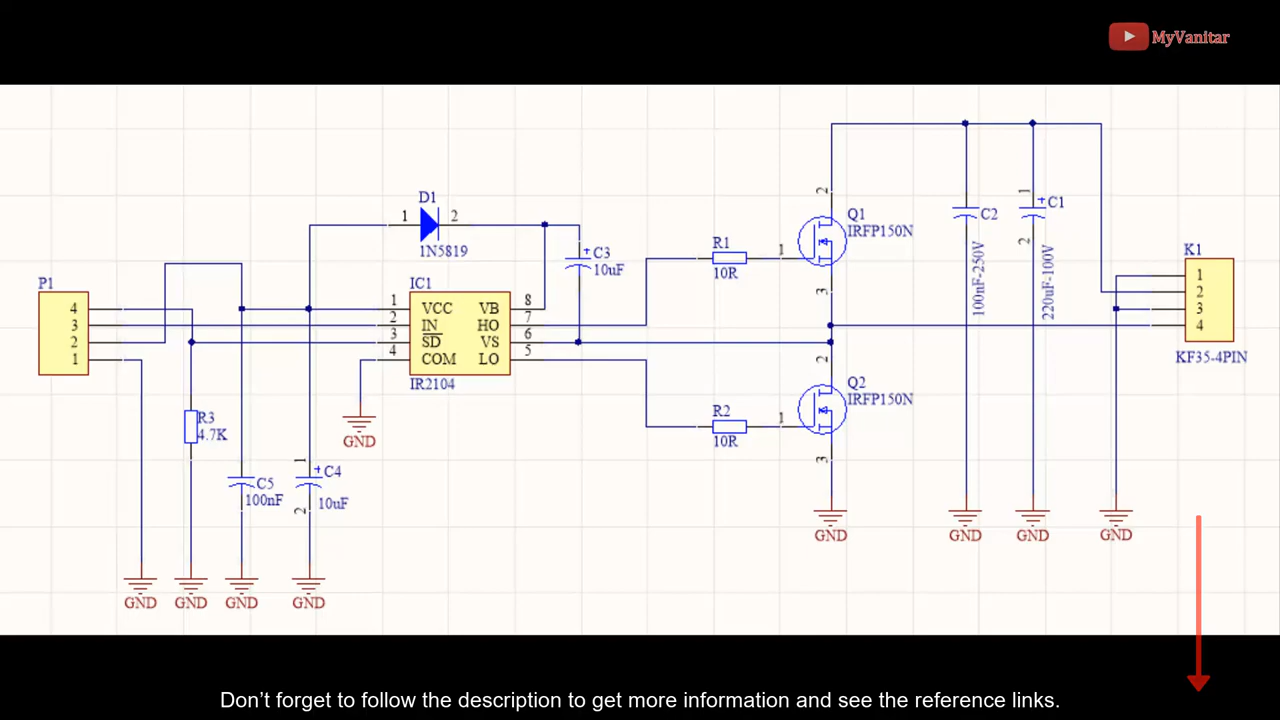 MyVanitar
D1
1
2
1N5819
C3
10uF
P1
4
3
2
1
IC1
1
2
3
4
VCC
IN
SD
COM
VB
HO
VS
LO
8
7
6
5
IR2104
GND
R1
10R
1
2
Q1
IRFP150N
3
R2
10R
1
2
Q2
IRFP150N
3
C2
100nF-250V
1
C1
2
220uF-100V
K1
1
2
3
4
KF35-4PIN
R3
4.7K
C5
100nF
1
C4
2
10uF
GND
GND
GND
GND
GND
GND
GND
GND
Don't forget to follow the description to get more information and see the reference links.